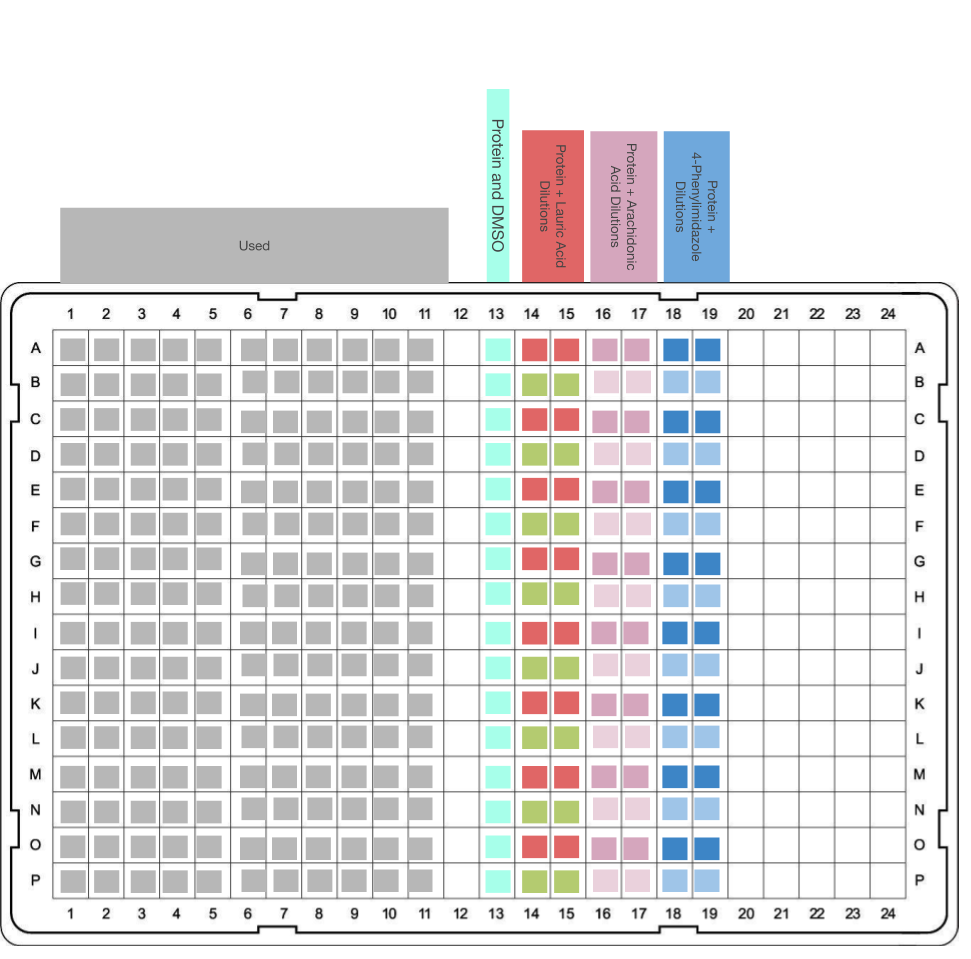 Protein and DMSO
Protein + Lauric Acid
Dilutions
Protein + Arachidonic
Acid Dilutions
Protein +
4-Phenylimidazole
Dilutions
Used
1 2 3 4 5 6 7 8 9 10 11 12 13 14 15 16 17 18 19 20 21 22 23 24
A A
B B
C C
D D
E E
F F
G G
H H
I I
J J
K K
L L
M M
N N
O O
P P
1 2 3 4 5 6 7 8 9 10 11 12 13 14 15 16 17 18 19 20 21 22 23 24